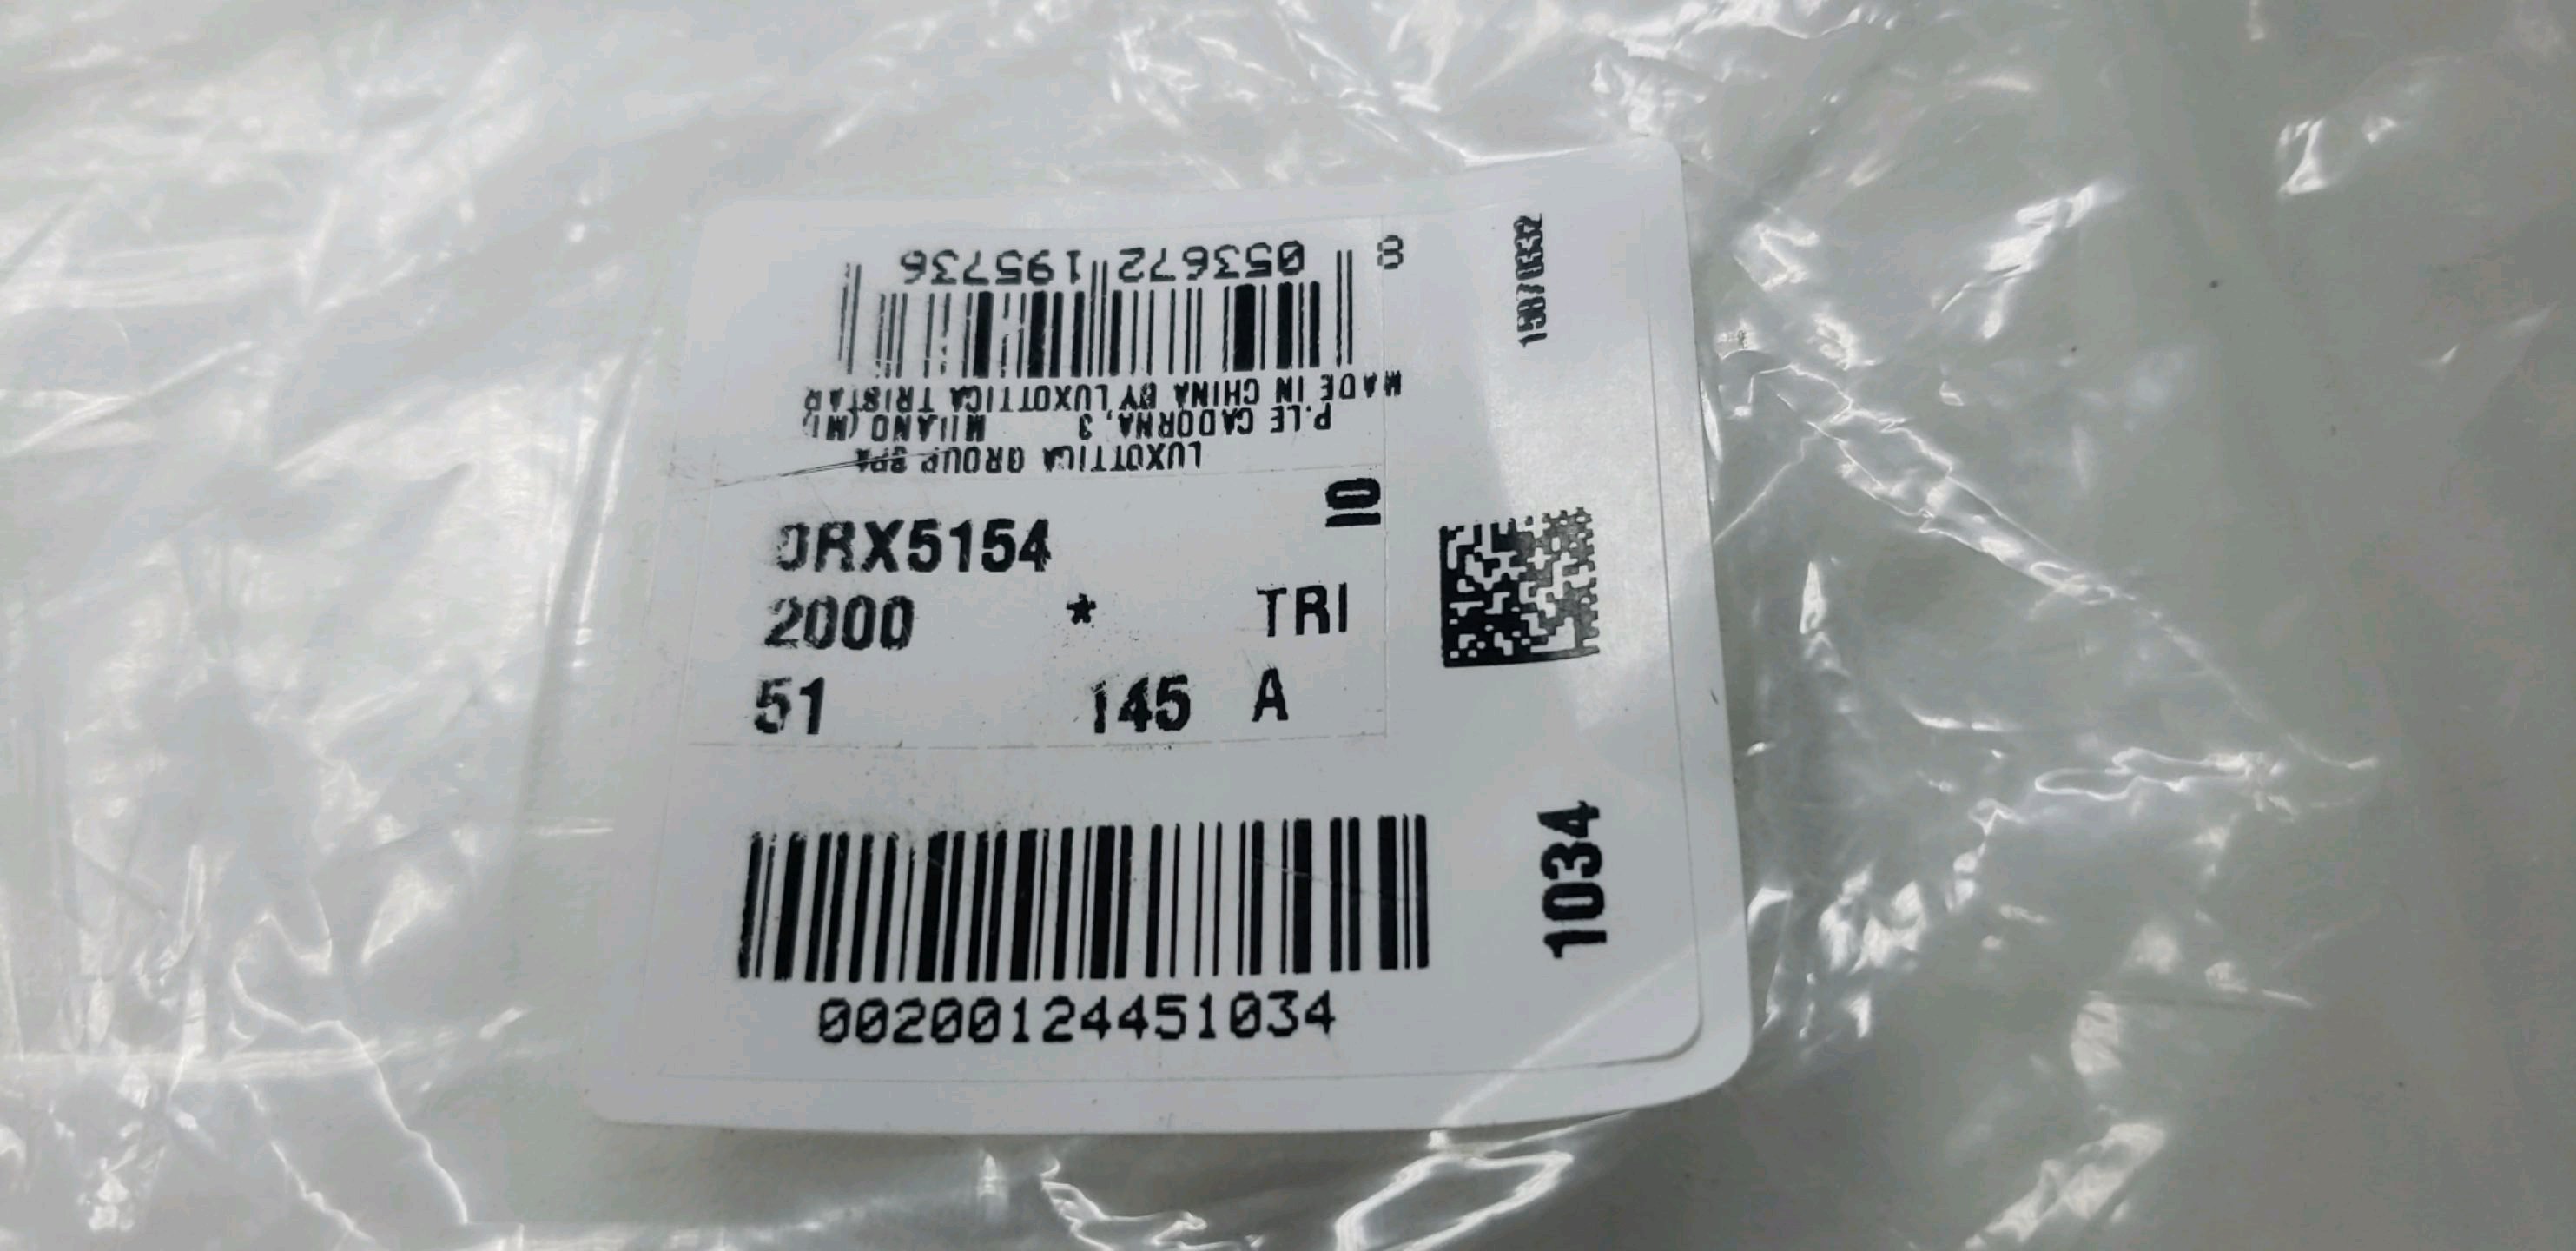 8 053672 195736
MADE IN CHINA BY LUXOTTICA TRISTAR
P.LE CADORNA, 3 MILANO (MI)
LUXOTTICA GROUP SPA
0RX5154
IO
2000 * TRI
51 145 A
1034
00200124451034